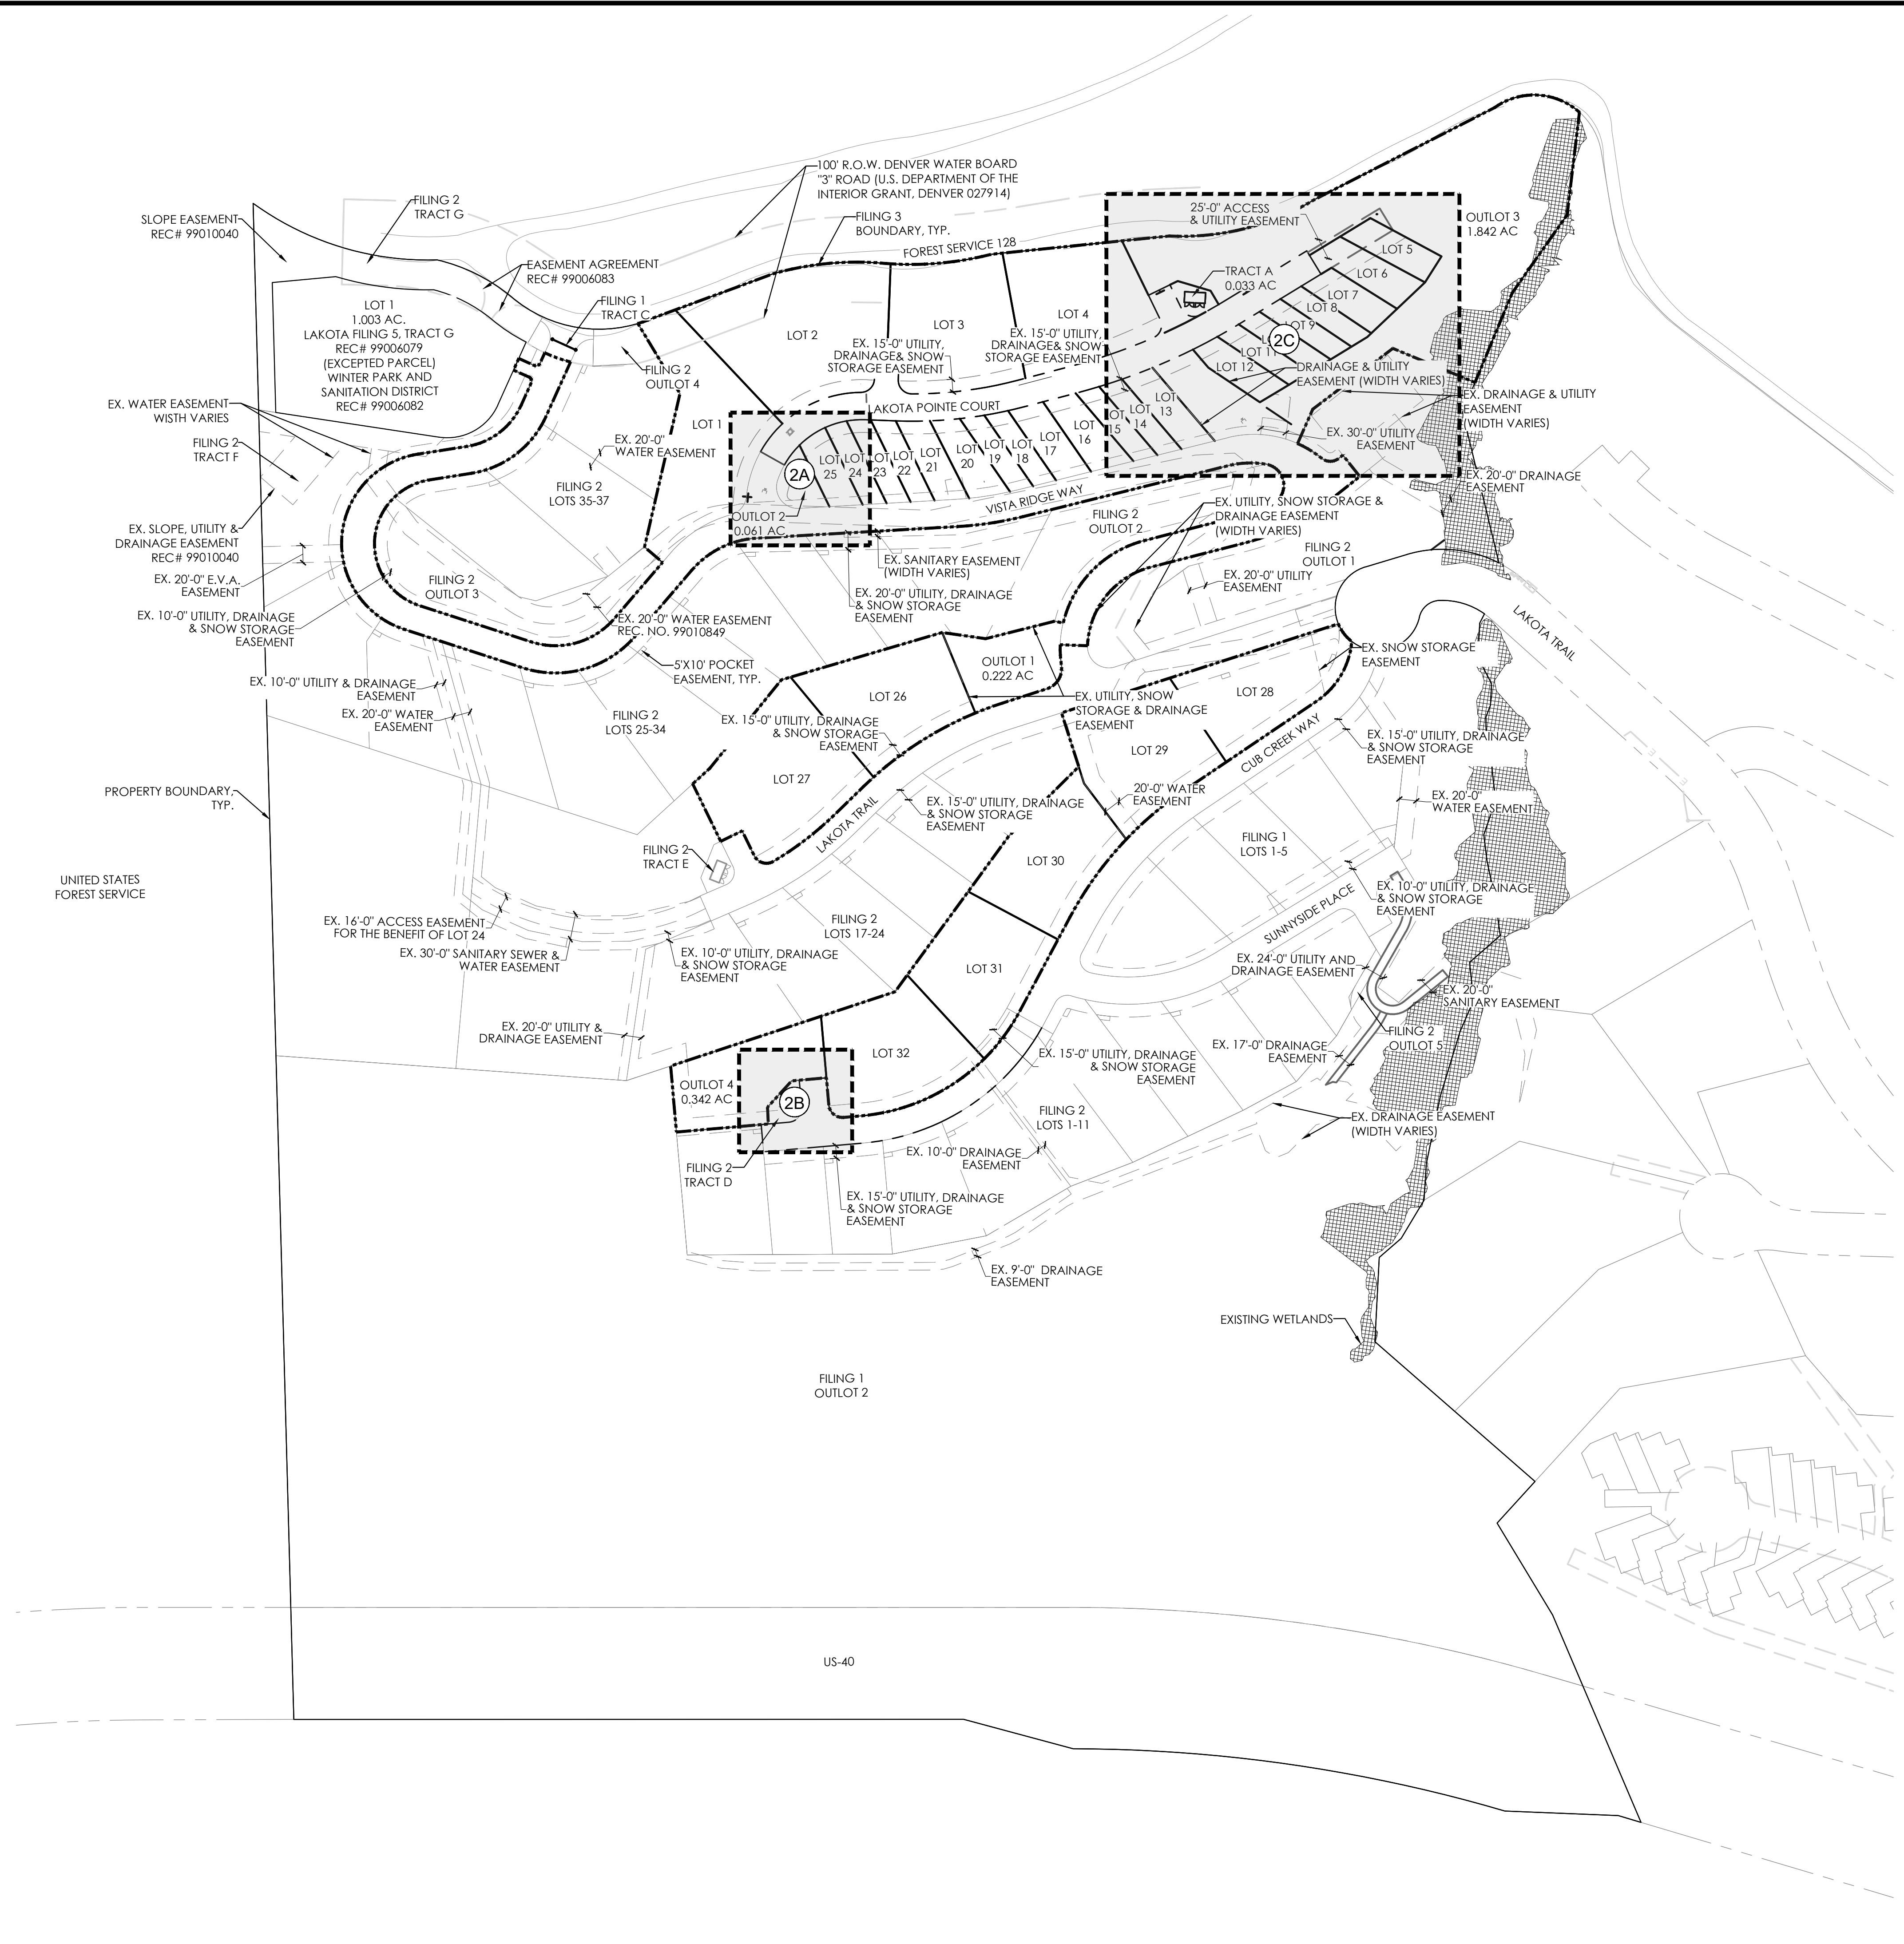 100' R.O.W. DENVER WATER BOARD
"3" ROAD (U.S. DEPARTMENT OF THE
INTERIOR GRANT, DENVER 027914)
FILING 2
TRACT G
SLOPE EASEMENT
REC# 99010040
FILING 3
BOUNDARY, TYP.
FOREST SERVICE 128
25'-0" ACCESS
& UTILITY EASEMENT
OUTLOT 3
1.842 AC
EASEMENT AGREEMENT
REC# 99006083
FILING 1
TRACT C
LOT 1
1.003 AC.
LAKOTA FILING 5, TRACT G
REC# 99006079
(EXCEPTED PARCEL)
WINTER PARK AND
SANITATION DISTRICT
REC# 99006082
TRACT A
0.033 AC
LOT 5
LOT 6
LOT 7
LOT 8
LOT 9
LOT 11
LOT 12
2C
LOT 2
LOT 3
LOT 4
EX. 15'-0" UTILITY,
DRAINAGE& SNOW
STORAGE EASEMENT
EX. 15'-0" UTILITY,
DRAINAGE& SNOW
STORAGE EASEMENT
FILING 2
OUTLOT 4
DRAINAGE & UTILITY
EASEMENT (WIDTH VARIES)
EX. DRAINAGE & UTILITY
EASEMENT
(WIDTH VARIES)
EX. WATER EASEMENT
WISTH VARIES
FILING 2
TRACT F
LOT 1
LAKOTA POINTE COURT
LOT
13
LOT
14
LOT
15
LOT
16
LOT
17
LOT
18
LOT
19
LOT
20
LOT
21
LOT
22
LOT
23
LOT
24
LOT
25
2A
EX. 30'-0" UTILITY
EASEMENT
EX. 20'-0"
WATER EASEMENT
FILING 2
LOTS 35-37
OUTLOT 2
0.061 AC
VISTA RIDGE WAY
EX. 20'-0" DRAINAGE
EASEMENT
EX. SLOPE, UTILITY &
DRAINAGE EASEMENT
REC# 99010040
FILING 2
OUTLOT 2
EX. UTILITY, SNOW STORAGE &
DRAINAGE EASEMENT
(WIDTH VARIES)
FILING 2
OUTLOT 1
EX. 20'-0" E.V.A.
EASEMENT
FILING 2
OUTLOT 3
EX. SANITARY EASEMENT
(WIDTH VARIES)
EX. 20'-0" UTILITY
EASEMENT
EX. 20'-0" UTILITY, DRAINAGE
& SNOW STORAGE
EASEMENT
EX. 10'-0" UTILITY, DRAINAGE
& SNOW STORAGE
EASEMENT
EX. 20'-0" WATER EASEMENT
REC. NO. 99010849
LAKOTA TRAIL
EX. SNOW STORAGE
EASEMENT
5'X10' POCKET
EASEMENT, TYP.
OUTLOT 1
0.222 AC
EX. 10'-0" UTILITY & DRAINAGE
EASEMENT
LOT 26
LOT 28
EX. UTILITY, SNOW
STORAGE & DRAINAGE
EASEMENT
EX. 20'-0" WATER
EASEMENT
FILING 2
LOTS 25-34
EX. 15'-0" UTILITY, DRAINAGE
& SNOW STORAGE
EASEMENT
EX. 15'-0" UTILITY, DRAINAGE
& SNOW STORAGE
EASEMENT
LOT 29
CUB CREEK WAY
LOT 27
PROPERTY BOUNDARY,
TYP.
20'-0" WATER
EASEMENT
EX. 20'-0"
WATER EASEMENT
EX. 15'-0" UTILITY, DRAINAGE
& SNOW STORAGE
EASEMENT
LAKOTA TRAIL
FILING 1
LOTS 1-5
FILING 2
TRACT E
LOT 30
UNITED STATES
FOREST SERVICE
EX. 10'-0" UTILITY, DRAINAGE
& SNOW STORAGE
EASEMENT
SUNNYSIDE PLACE
EX. 16'-0" ACCESS EASEMENT
FOR THE BENEFIT OF LOT 24
FILING 2
LOTS 17-24
EX. 30'-0" SANITARY SEWER &
WATER EASEMENT
EX. 10'-0" UTILITY, DRAINAGE
& SNOW STORAGE
EASEMENT
LOT 31
EX. 24'-0" UTILITY AND
DRAINAGE EASEMENT
EX. 20'-0"
SANITARY EASEMENT
EX. 20'-0" UTILITY &
DRAINAGE EASEMENT
FILING 2
OUTLOT 5
EX. 17'-0" DRAINAGE
EASEMENT
LOT 32
EX. 15'-0" UTILITY, DRAINAGE
& SNOW STORAGE
EASEMENT
OUTLOT 4
0.342 AC
2B
FILING 2
LOTS 1-11
EX. DRAINAGE EASEMENT
(WIDTH VARIES)
EX. 10'-0" DRAINAGE
EASEMENT
FILING 2
TRACT D
EX. 15'-0" UTILITY, DRAINAGE
& SNOW STORAGE
EASEMENT
EX. 9'-0" DRAINAGE
EASEMENT
EXISTING WETLANDS
FILING 1
OUTLOT 2
US-40